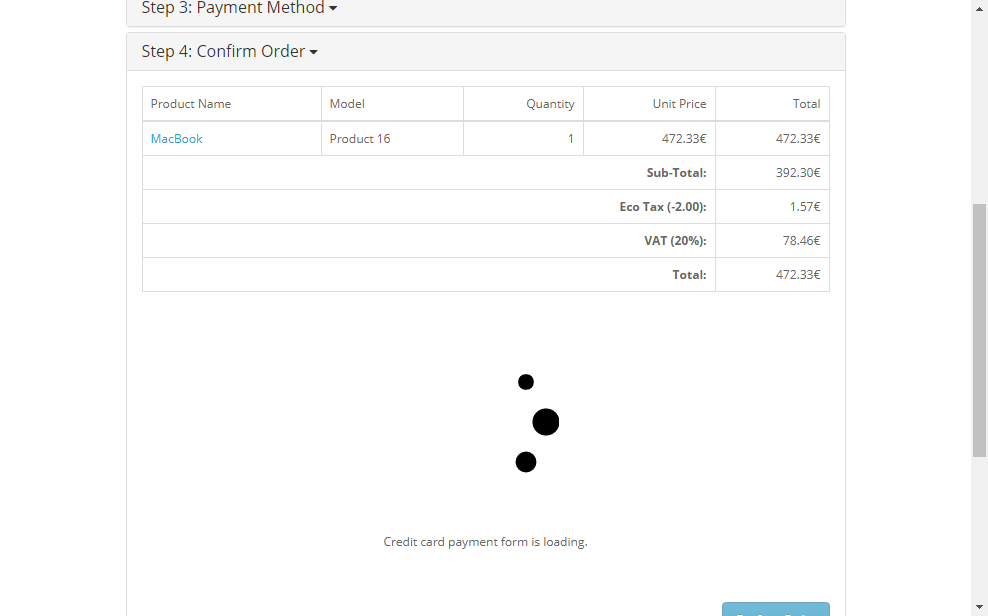 Step 3: Payment Method
Step 4: Confirm Order
Product Name Model Quantity Unit Price Total
MacBook Product 16 1 472.33€ 472.33€
Sub-Total: 392.30€
Eco Tax (-2.00): 1.57€
VAT (20%): 78.46€
Total: 472.33€
Credit card payment form is loading.